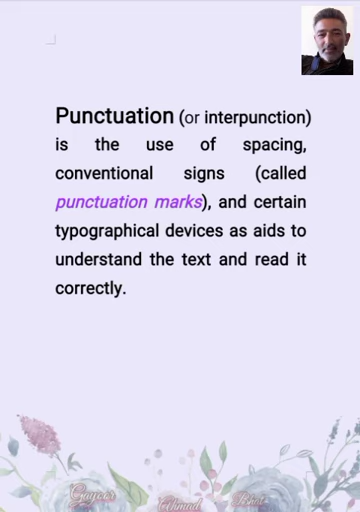 Punctuation (or interpunction)
is the use of spacing,
conventional signs (called
punctuation marks), and certain
typographical devices as aids to
understand the text and read it
correctly.